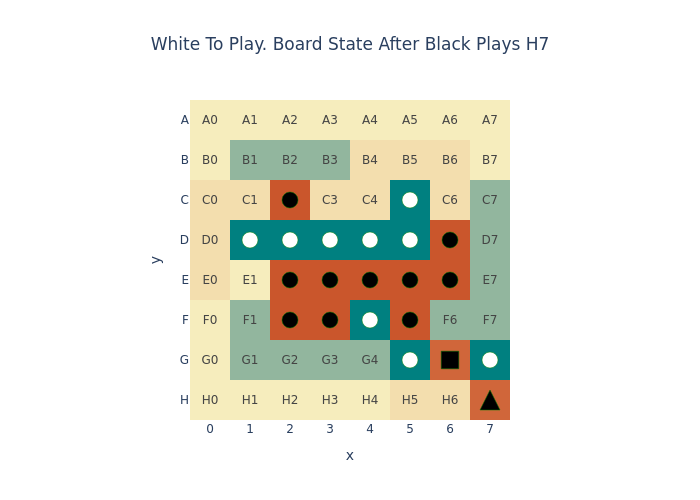 White To Play. Board State After Black Plays H7
A A0 A1 A2 A3 A4 A5 A6 A7
B B0 B1 B2 B3 B4 B5 B6 B7
C C0 C1 C3 C4 C6 C7
D D0 D7
y
E E0 E1 E7
F F0 F1 F6 F7
G G0 G1 G2 G3 G4
H H0 H1 H2 H3 H4 H5 H6
0 1 2 3 4 5 6 7
x